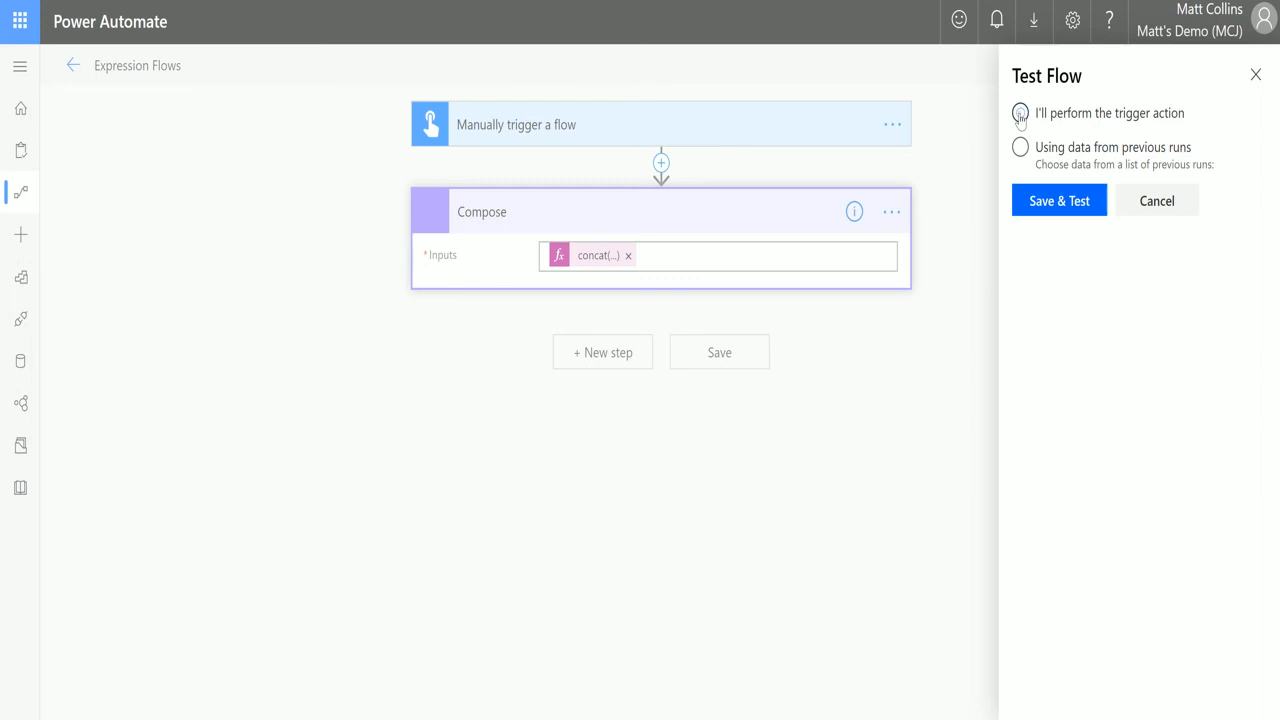 Power Automate
?
Matt Collins
Matt's Demo (MCJ)
Expression Flows
Test Flow
I'll perform the trigger action
Using data from previous runs
Choose data from a list of previous runs:
Save & Test
Cancel
Manually trigger a flow
Compose
* Inputs
fx concat(...) ×
+ New step
Save